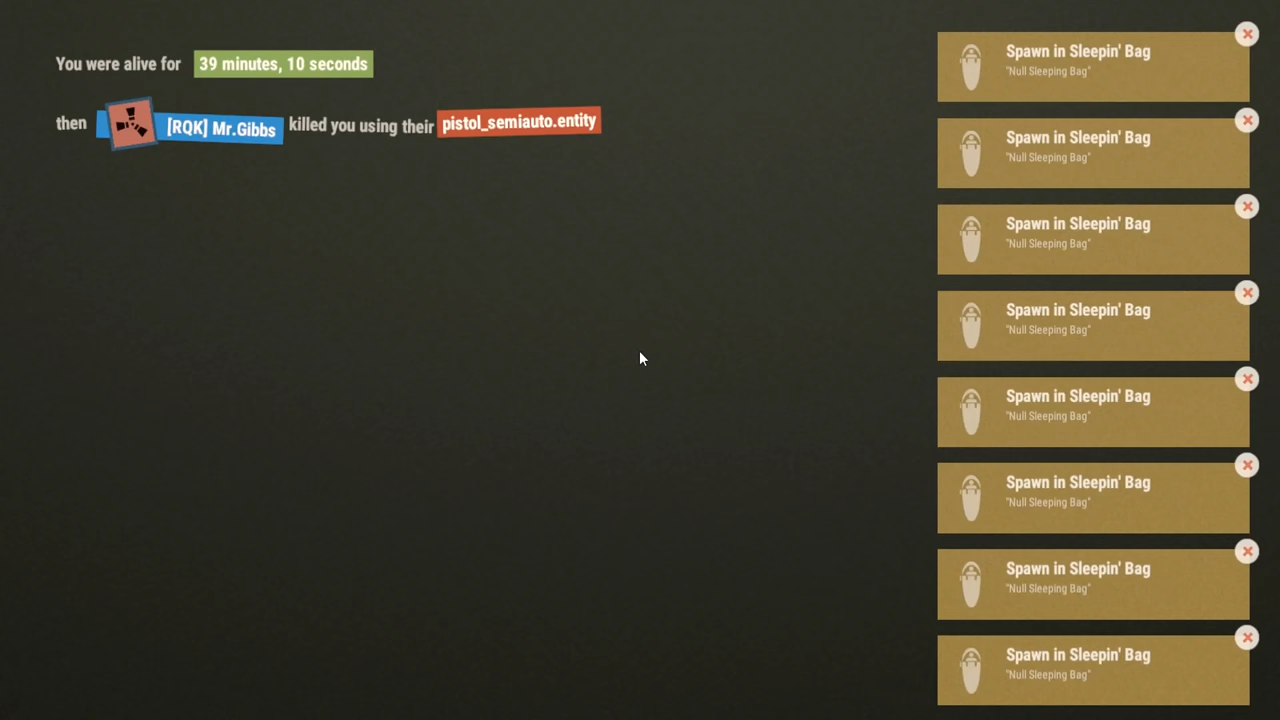 You were alive for 39 minutes, 10 seconds
then [RQK] Mr.Gibbs killed you using their pistol_semiauto.entity
Spawn in Sleepin' Bag
"Null Sleeping Bag"
Spawn in Sleepin' Bag
"Null Sleeping Bag"
Spawn in Sleepin' Bag
"Null Sleeping Bag"
Spawn in Sleepin' Bag
"Null Sleeping Bag"
Spawn in Sleepin' Bag
"Null Sleeping Bag"
Spawn in Sleepin' Bag
"Null Sleeping Bag"
Spawn in Sleepin' Bag
"Null Sleeping Bag"
Spawn in Sleepin' Bag
"Null Sleeping Bag"